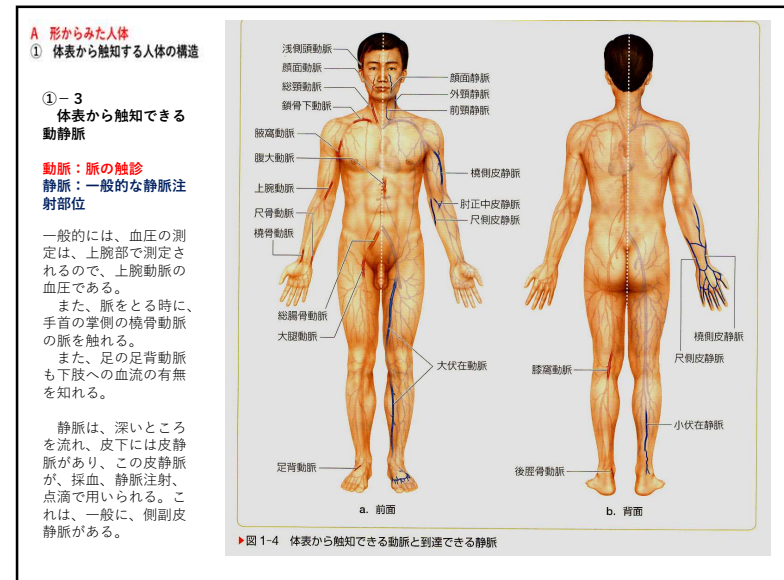 A 形からみた人体
① 体表から触知する人体の構造
①−３
体表から触知できる
動静脈
動脈：脈の触診
静脈：一般的な静脈注
射部位
一般的には、血圧の測
定は、上腕部で測定さ
れるので、上腕動脈の
血圧である。
また、脈をとる時に、
手首の掌側の橈骨動脈
の脈を触れる。
また、足の足背動脈
も下肢への血流の有無
を知れる。
静脈は、深いところ
を流れ、皮下には皮静
脈があり、この皮静脈
が、採血、静脈注射、
点滴で用いられる。こ
れは、一般に、側副皮
静脈がある。
浅側頭動脈
顔面動脈
総頸動脈
鎖骨下動脈
腋窩動脈
腹大動脈
上腕動脈
尺骨動脈
橈骨動脈
総腸骨動脈
大腿動脈
足背動脈
顔面静脈
外頸静脈
前頸静脈
橈側皮静脈
肘正中皮静脈
尺側皮静脈
大伏在動脈
a. 前面
膝窩動脈
後脛骨動脈
橈側皮静脈
尺側皮静脈
小伏在静脈
b. 背面
▶図 1-4 体表から触知できる動脈と到達できる静脈